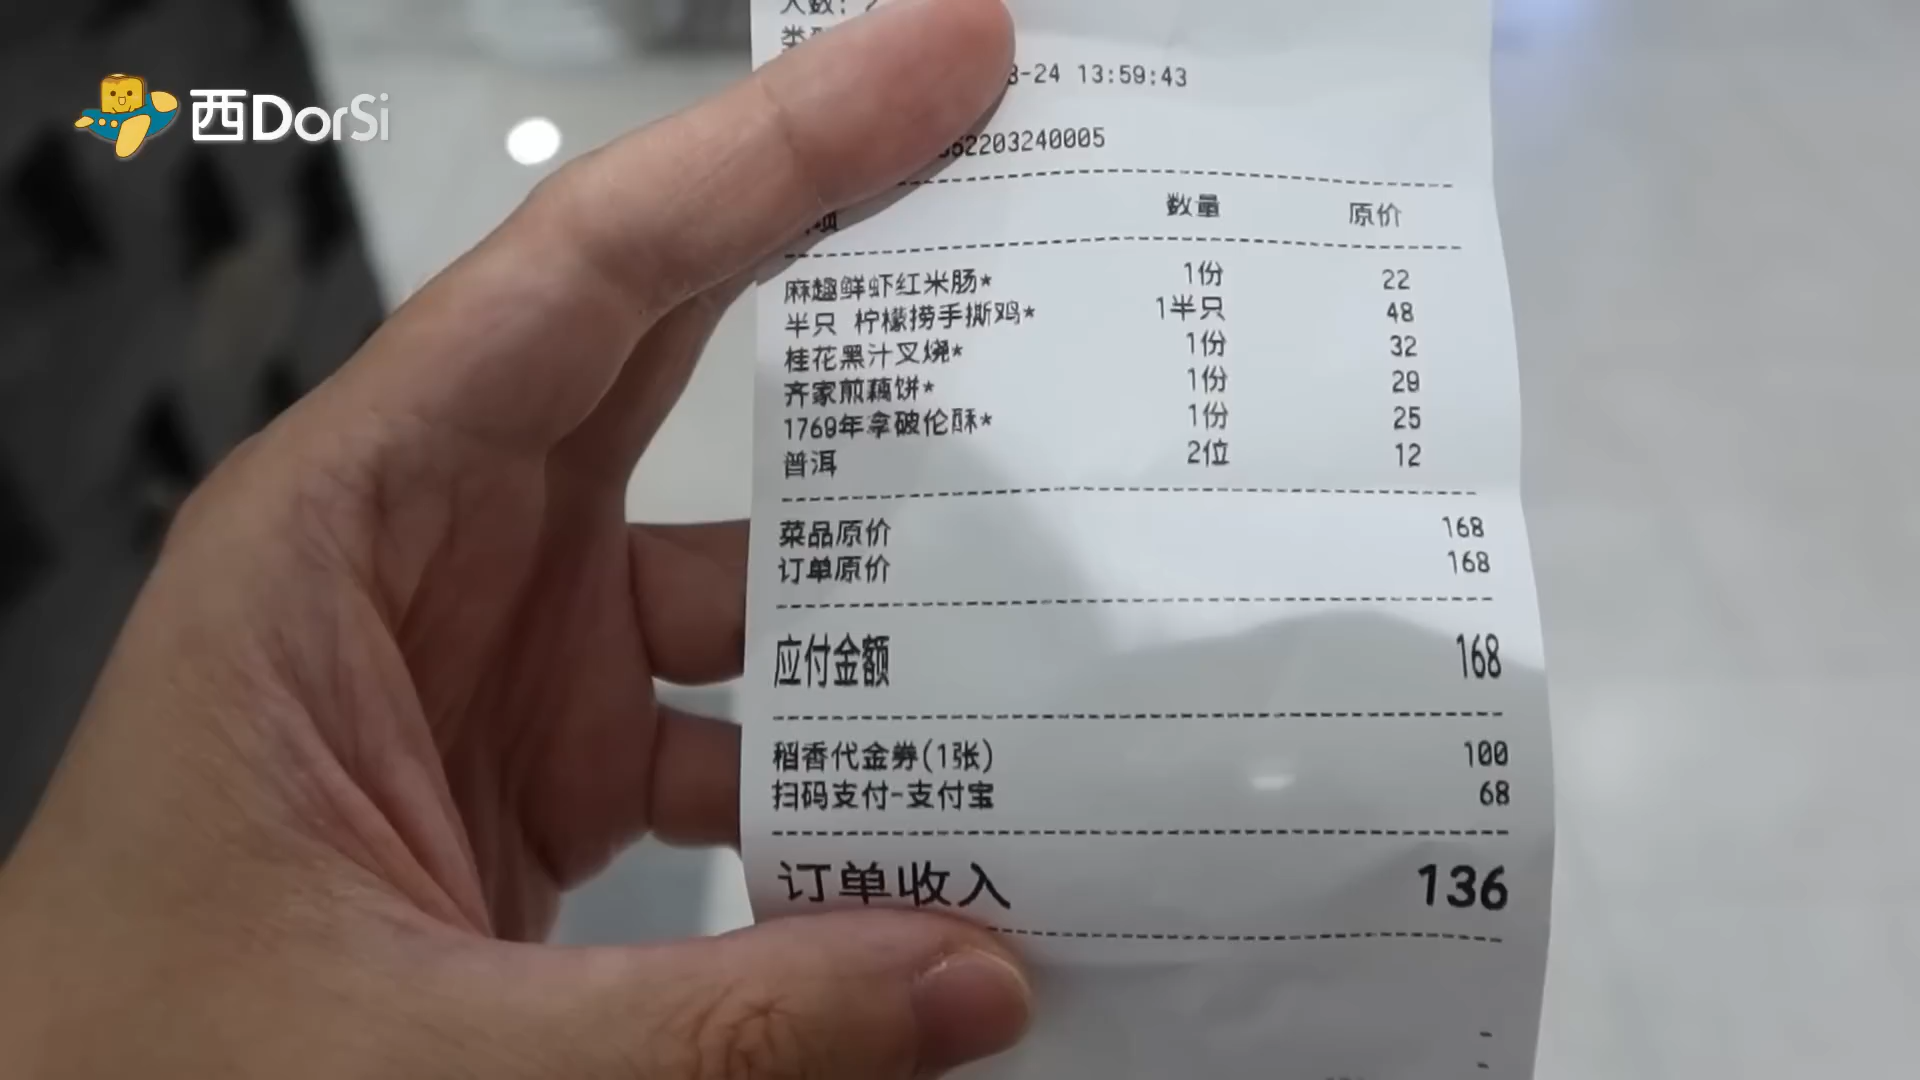 西DorSi
人数：
类
3-24 13:59:43
62203240005
项 数量 原价
麻趣鲜虾红米肠* 1份 22
半只 柠檬捞手撕鸡* 1半只 48
桂花黑汁叉烧* 1份 32
齐家煎藕饼* 1份 29
1769年拿破伦酥* 1份 25
普洱 2位 12
菜品原价 168
订单原价 168
应付金额 168
稻香代金券(1张) 100
扫码支付-支付宝 68
订单收入 136